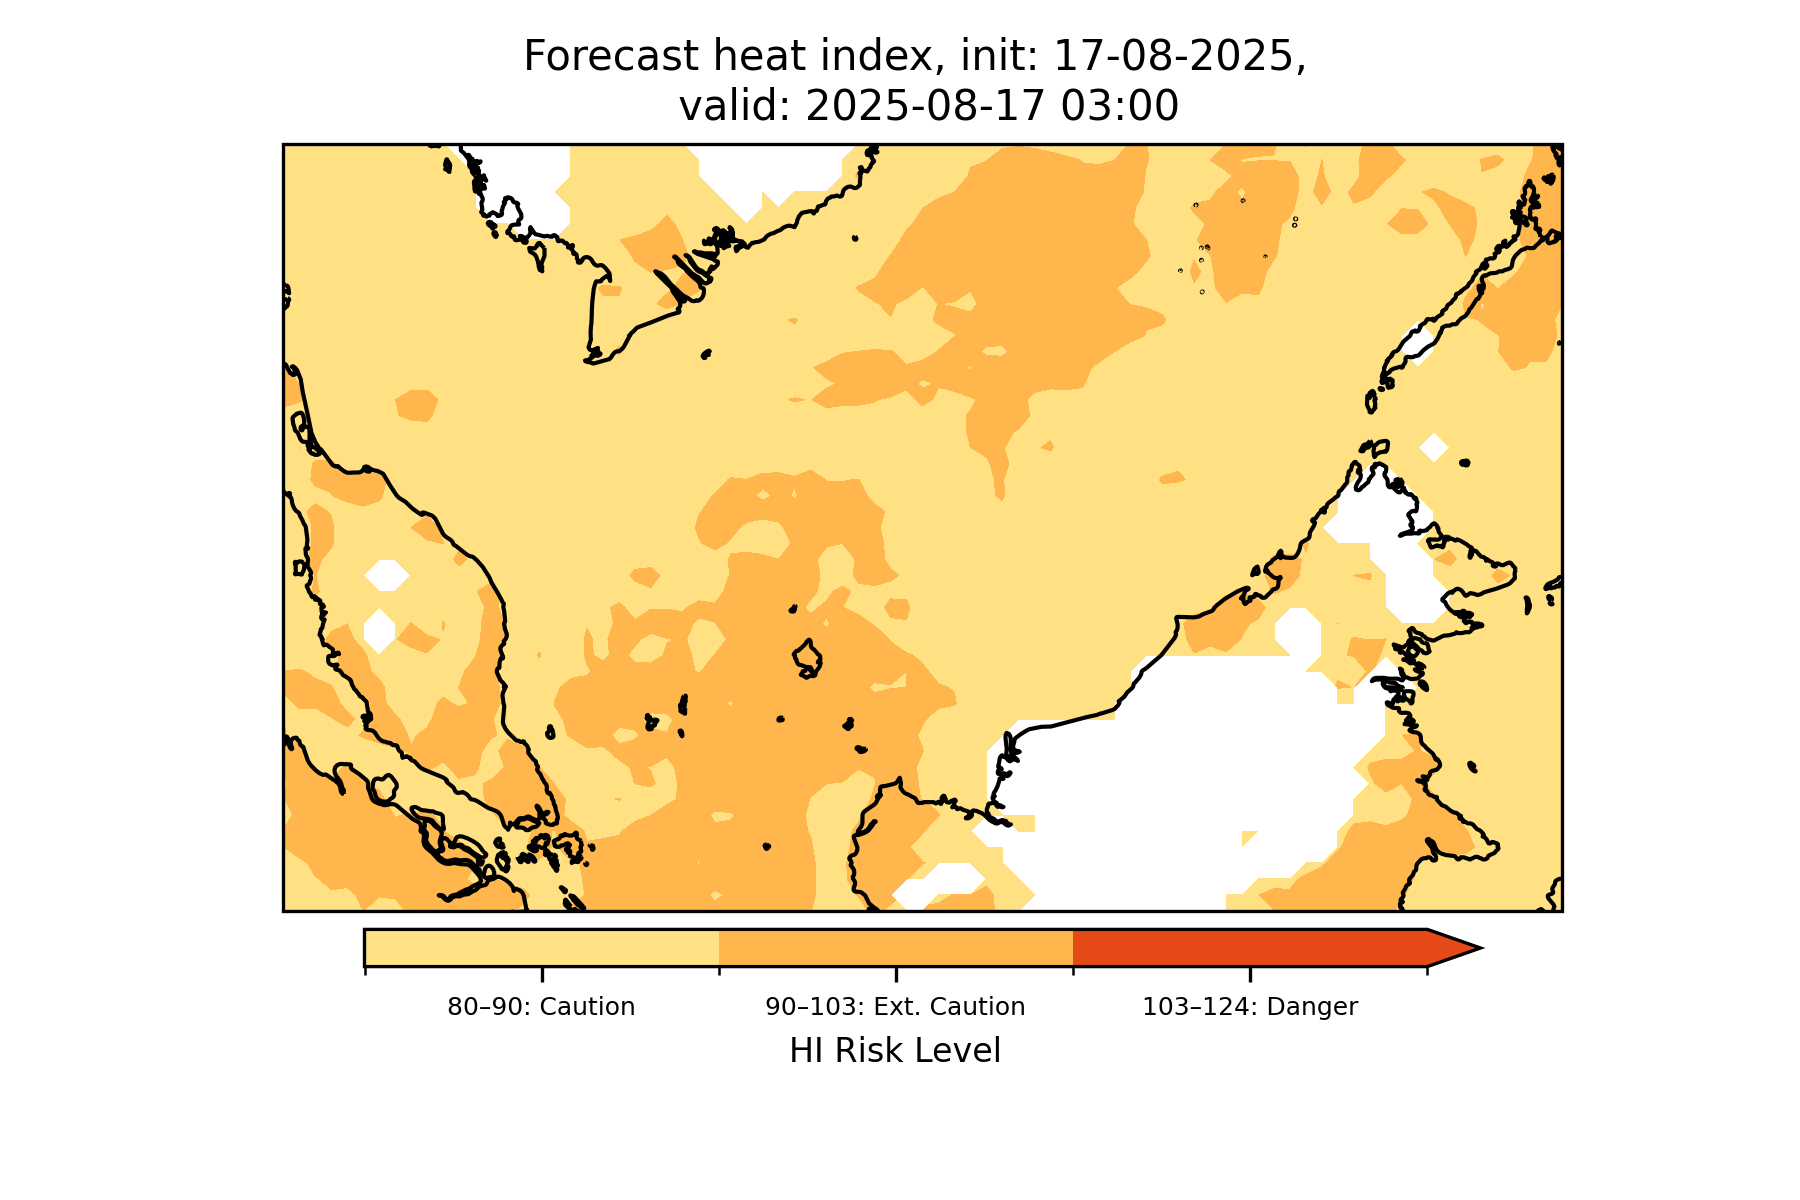 Forecast heat index, init: 17-08-2025,
valid: 2025-08-17 03:00
80–90: Caution
90–103: Ext. Caution
103–124: Danger
HI Risk Level